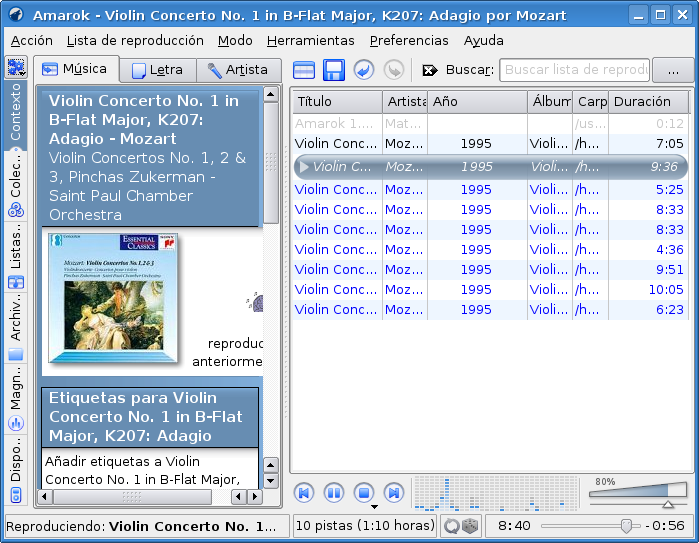 Amarok - Violin Concerto No. 1 in B-Flat Major, K207: Adagio por Mozart
Acción Lista de reproducción Modo Herramientas Preferencias Ayuda
Contexto
Colec...
Listas...
Archiv...
Magn...
Dispo...
Música Letra Artista
Violin Concerto No. 1 in
B-Flat Major, K207:
Adagio - Mozart
Violin Concertos No. 1, 2 &
3, Pinchas Zukerman -
Saint Paul Chamber
Orchestra
ESSENTIAL
CLASSICS
SONY
Mozart: Violin Concertos No. 1, 2 & 3
Pinchas Zukerman
Saint Paul Chamber Orchestra
reproduc
anteriorme
Etiquetas para Violin
Concerto No. 1 in B-Flat
Major, K207: Adagio
Añadir etiquetas a Violin
Concerto No. 1 in B-Flat
Major,
Buscar: Buscar lista de reprodu ...
Título Artista Año Álbum Carp Duración
Amarok 1.... Mat... /us... 0:12
Violin Conc... Moz... 1995 Violi... /h... 7:05
Violin C... Moz... 1995 Violi... /h... 9:36
Violin Conc... Moz... 1995 Violi... /h... 5:25
Violin Conc... Moz... 1995 Violi... /h... 8:33
Violin Conc... Moz... 1995 Violi... /h... 8:33
Violin Conc... Moz... 1995 Violi... /h... 4:36
Violin Conc... Moz... 1995 Violi... /h... 9:51
Violin Conc... Moz... 1995 Violi... /h... 10:05
Violin Conc... Moz... 1995 Violi... /h... 6:23
80%
Reproduciendo: Violin Concerto No. 1... 10 pistas (1:10 horas) 8:40 -0:56